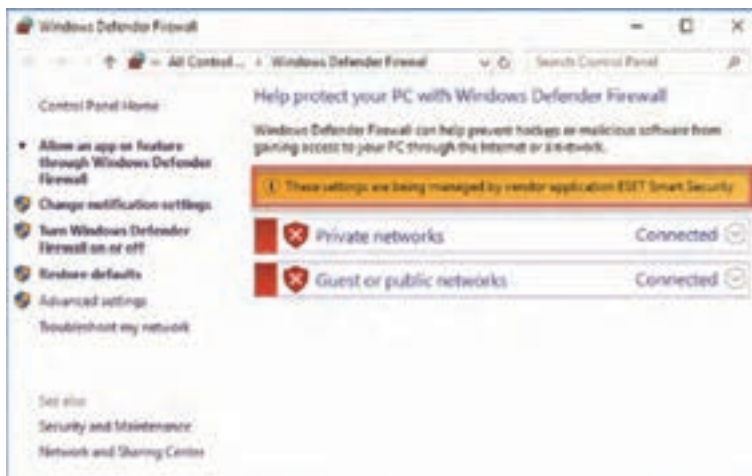 Windows Defender Firewall
All Control... Windows Defender Firewall
Search Control Panel
Control Panel Home
Allow an app or feature
through Windows Defender
Firewall
Change notification settings
Turn Windows Defender
Firewall on or off
Restore defaults
Advanced settings
Troubleshoot my network
See also
Security and Maintenance
Network and Sharing Center
Help protect your PC with Windows Defender Firewall
Windows Defender Firewall can help prevent hackers or malicious software from
gaining access to your PC through the Internet or a network.
These settings are being managed by vendor application ESET Smart Security
Private networks Connected
Guest or public networks Connected